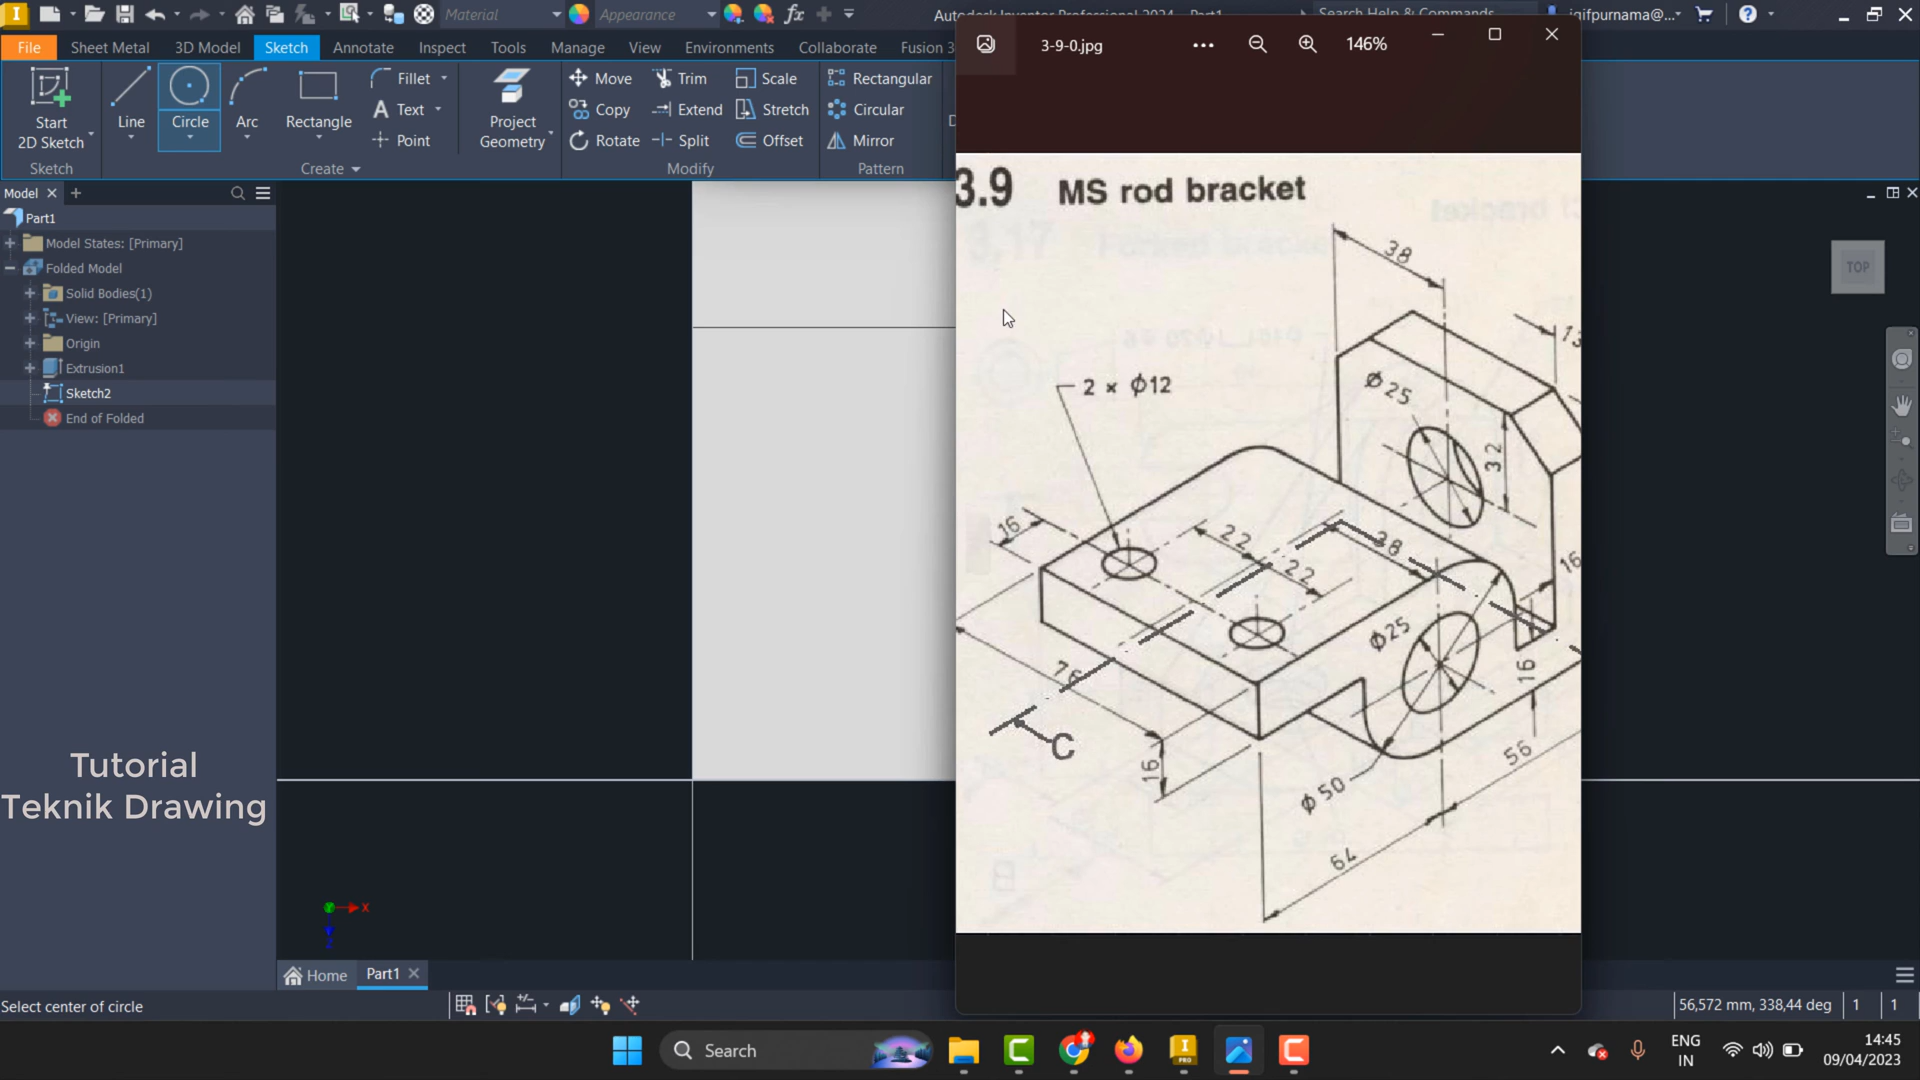 Material
Appearance
fx
Autodesk Inventor Professional 2024 Part1
Search Help & Commands...
iqifpurnama@...
File Sheet Metal 3D Model Sketch Annotate Inspect Tools Manage View Environments Collaborate Fusion 3
Start
2D Sketch
Line
Circle
Arc
Rectangle
Fillet
Text
Point
Project
Geometry
Move
Copy
Rotate
Trim
Extend
Split
Scale
Stretch
Offset
Rectangular
Circular
Mirror
Sketch
Create
Modify
Pattern
3-9-0.jpg
146%
Model
Part1
Model States: [Primary]
Folded Model
Solid Bodies(1)
View: [Primary]
Origin
Extrusion1
Sketch2
End of Folded
TOP
3.9 MS rod bracket
38
13
2 × Φ12
Φ25
32
16
22
38
22
16
Φ25
76
16
C
16
56
Φ50
64
Tutorial
Teknik Drawing
X
Home
Part1
Select center of circle
56,572 mm, 338,44 deg 1 1
Search
ENG
IN
14:45
09/04/2023